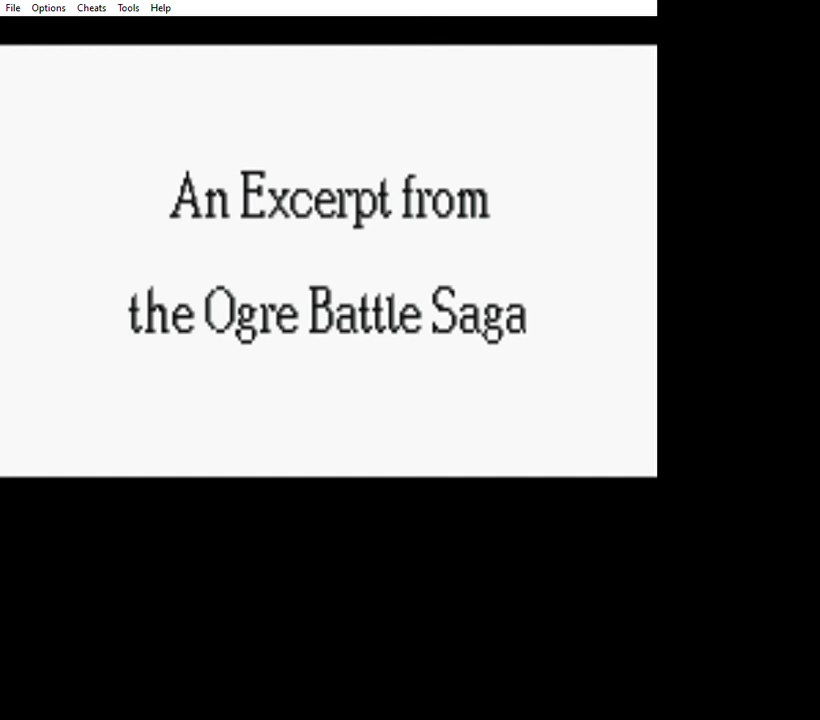 File Options Cheats Tools Help
An Excerpt from
the Ogre Battle Saga